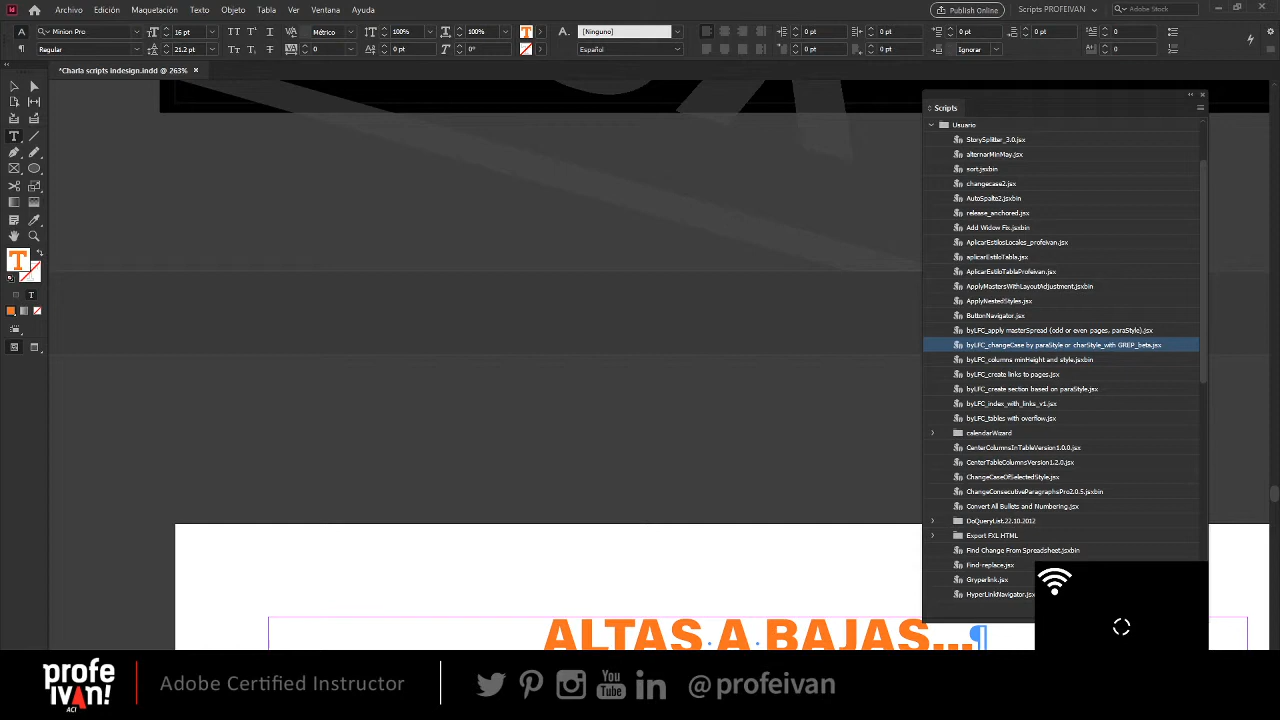 Id Archivo Edición Maquetación Texto Objeto Tabla Ver Ventana Ayuda Publish Online Scripts PROFEIVAN Adobe Stock
A Minion Pro 16 pt TT T¹ T Métrico 100% 100% T A. [Ninguno] 0 pt 0 pt 0 pt 0 pt 0
¶ Regular 21.2 pt Tt T₁ T 0 0 pt 0° Español 0 pt 0 pt Ignorar 0
*Charla scripts indesign.indd @ 263% ×
Scripts
Usuario
StorySplitter_3.0.jsx
alternarMinMay.jsx
sort.jsxbin
changecase2.jsx
AutoSpalte2.jsxbin
release_anchored.jsx
Add Widow Fix.jsxbin
AplicarEstilosLocales_profeivan.jsx
aplicarEstiloTabla.jsx
AplicarEstiloTablaProfeivan.jsx
ApplyMastersWithLayoutAdjustment.jsxbin
ApplyNestedStyles.jsx
ButtonNavigator.jsx
byLFC_apply masterSpread (odd or even pages, paraStyle).jsx
byLFC_changeCase by paraStyle or charStyle_with GREP_beta.jsx
byLFC_columns minHeight and style.jsxbin
byLFC_create links to pages.jsx
byLFC_create section based on paraStyle.jsx
byLFC_index_with_links_v1.jsx
byLFC_tables with overflow.jsx
calendarWizard
CenterColumnsInTableVersion1.0.0.jsx
CenterTableColumnsVersion1.2.0.jsx
ChangeCaseOfSelectedStyle.jsx
ChangeConsecutiveParagraphsPro2.0.5.jsxbin
Convert All Bullets and Numbering.jsx
DoQueryList.22.10.2012
Export FXL HTML
Find Change From Spreadsheet.jsxbin
Find-replace.jsx
Gryperlink.jsx
HyperLinkNavigator.jsx
ALTAS·A·BAJAS...¶
profe
iVAN!
ACI
Adobe Certified Instructor
You
Tube
in
@profeivan